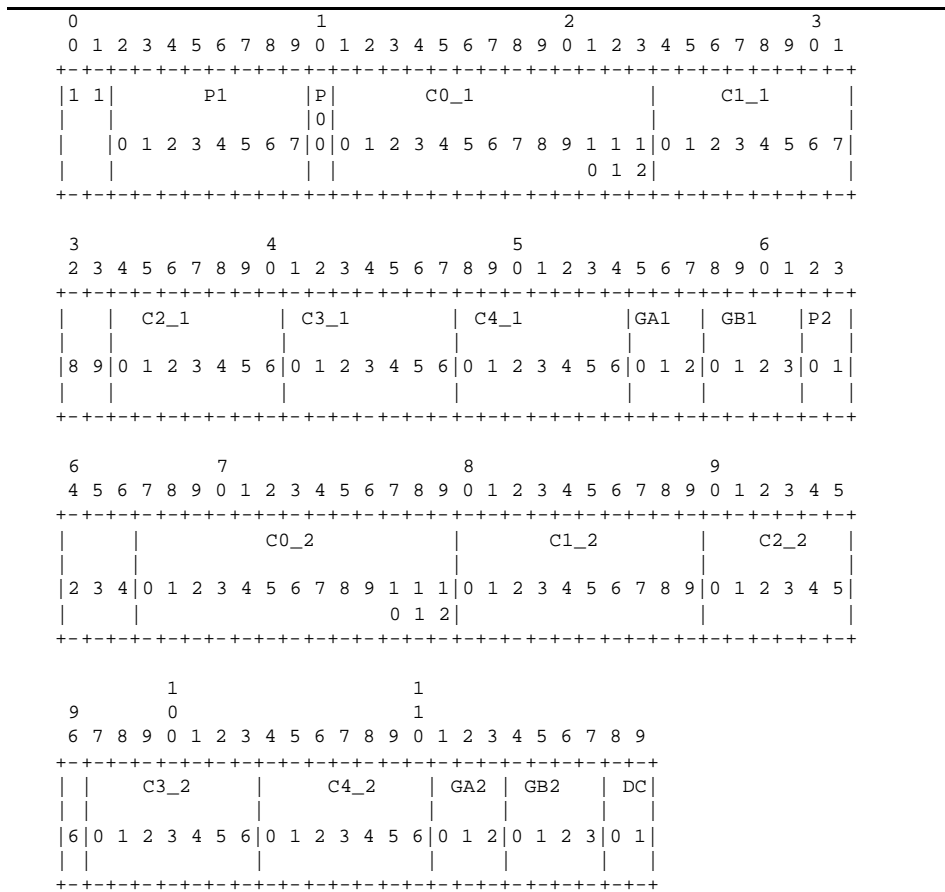 0                   1                   2                   3
0 1 2 3 4 5 6 7 8 9 0 1 2 3 4 5 6 7 8 9 0 1 2 3 4 5 6 7 8 9 0 1
+-+-+-+-+-+-+-+-+-+-+-+-+-+-+-+-+-+-+-+-+-+-+-+-+-+-+-+-+-+-+-+-+
|1 1|       P1      |P|       C0_1              |     C1_1      |
|   |               |0|                         |               |
|   |0 1 2 3 4 5 6 7|0|0 1 2 3 4 5 6 7 8 9 1 1 1|0 1 2 3 4 5 6 7|
|   |               | |                    0 1 2|               |
+-+-+-+-+-+-+-+-+-+-+-+-+-+-+-+-+-+-+-+-+-+-+-+-+-+-+-+-+-+-+-+-+
3               4                   5                   6
2 3 4 5 6 7 8 9 0 1 2 3 4 5 6 7 8 9 0 1 2 3 4 5 6 7 8 9 0 1 2 3
+-+-+-+-+-+-+-+-+-+-+-+-+-+-+-+-+-+-+-+-+-+-+-+-+-+-+-+-+-+-+-+-+
|   |  C2_1       | C3_1        | C4_1        |GA1  | GB1   |P2 |
|   |             |             |             |     |       |   |
|8 9|0 1 2 3 4 5 6|0 1 2 3 4 5 6|0 1 2 3 4 5 6|0 1 2|0 1 2 3|0 1|
|   |             |             |             |     |       |   |
+-+-+-+-+-+-+-+-+-+-+-+-+-+-+-+-+-+-+-+-+-+-+-+-+-+-+-+-+-+-+-+-+
6           7                   8                   9
4 5 6 7 8 9 0 1 2 3 4 5 6 7 8 9 0 1 2 3 4 5 6 7 8 9 0 1 2 3 4 5
+-+-+-+-+-+-+-+-+-+-+-+-+-+-+-+-+-+-+-+-+-+-+-+-+-+-+-+-+-+-+-+-+
|     |          C0_2           |       C1_2        |    C2_2   |
|     |                         |                   |           |
|2 3 4|0 1 2 3 4 5 6 7 8 9 1 1 1|0 1 2 3 4 5 6 7 8 9|0 1 2 3 4 5|
|     |                    0 1 2|                   |           |
+-+-+-+-+-+-+-+-+-+-+-+-+-+-+-+-+-+-+-+-+-+-+-+-+-+-+-+-+-+-+-+-+
1                   1
9       0                   1
6 7 8 9 0 1 2 3 4 5 6 7 8 9 0 1 2 3 4 5 6 7 8 9
+-+-+-+-+-+-+-+-+-+-+-+-+-+-+-+-+-+-+-+-+-+-+-+-+
| |    C3_2     |     C4_2    | GA2 | GB2   | DC|
| |             |             |     |       |   |
|6|0 1 2 3 4 5 6|0 1 2 3 4 5 6|0 1 2|0 1 2 3|0 1|
| |             |             |     |       |   |
+-+-+-+-+-+-+-+-+-+-+-+-+-+-+-+-+-+-+-+-+-+-+-+-+